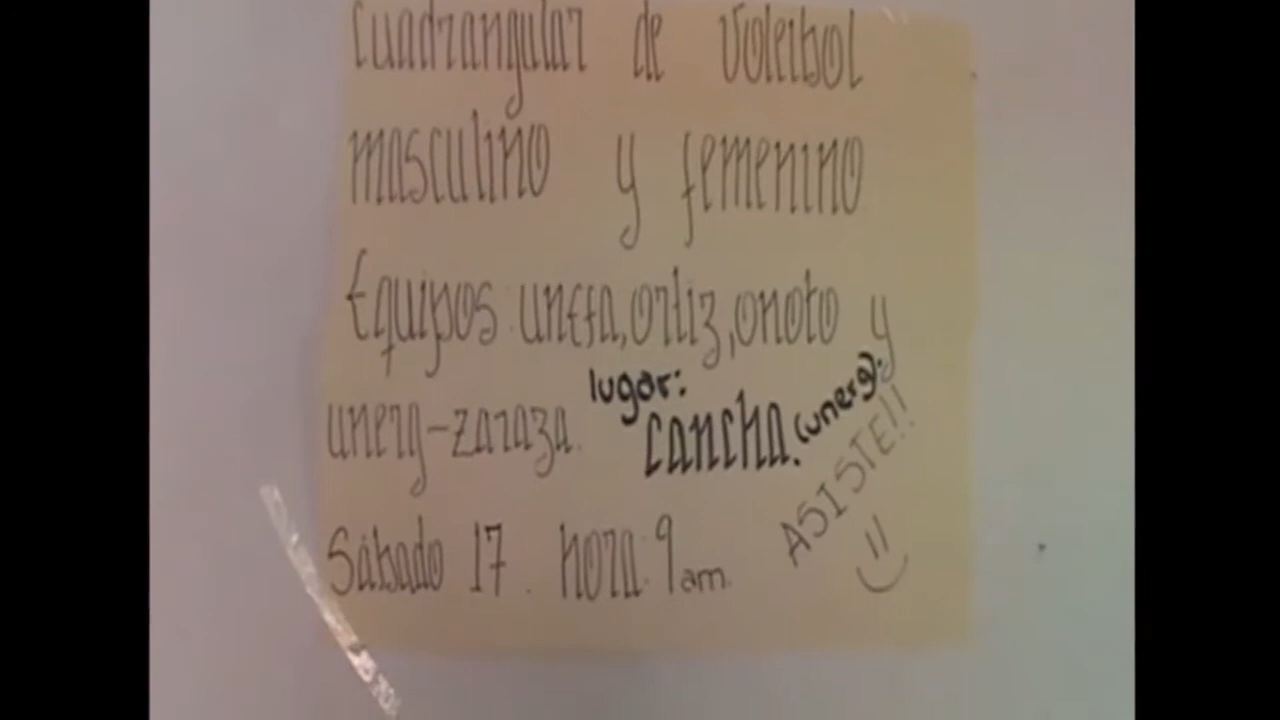 Cuadrangular de Voleibol
masculino y femenino
Equipos: unefa, ortiz, onoto y
unerg-zaraza. lugar: cancha. (unerg).
Sábado 17. hora: 9 am.
ASISTE!!